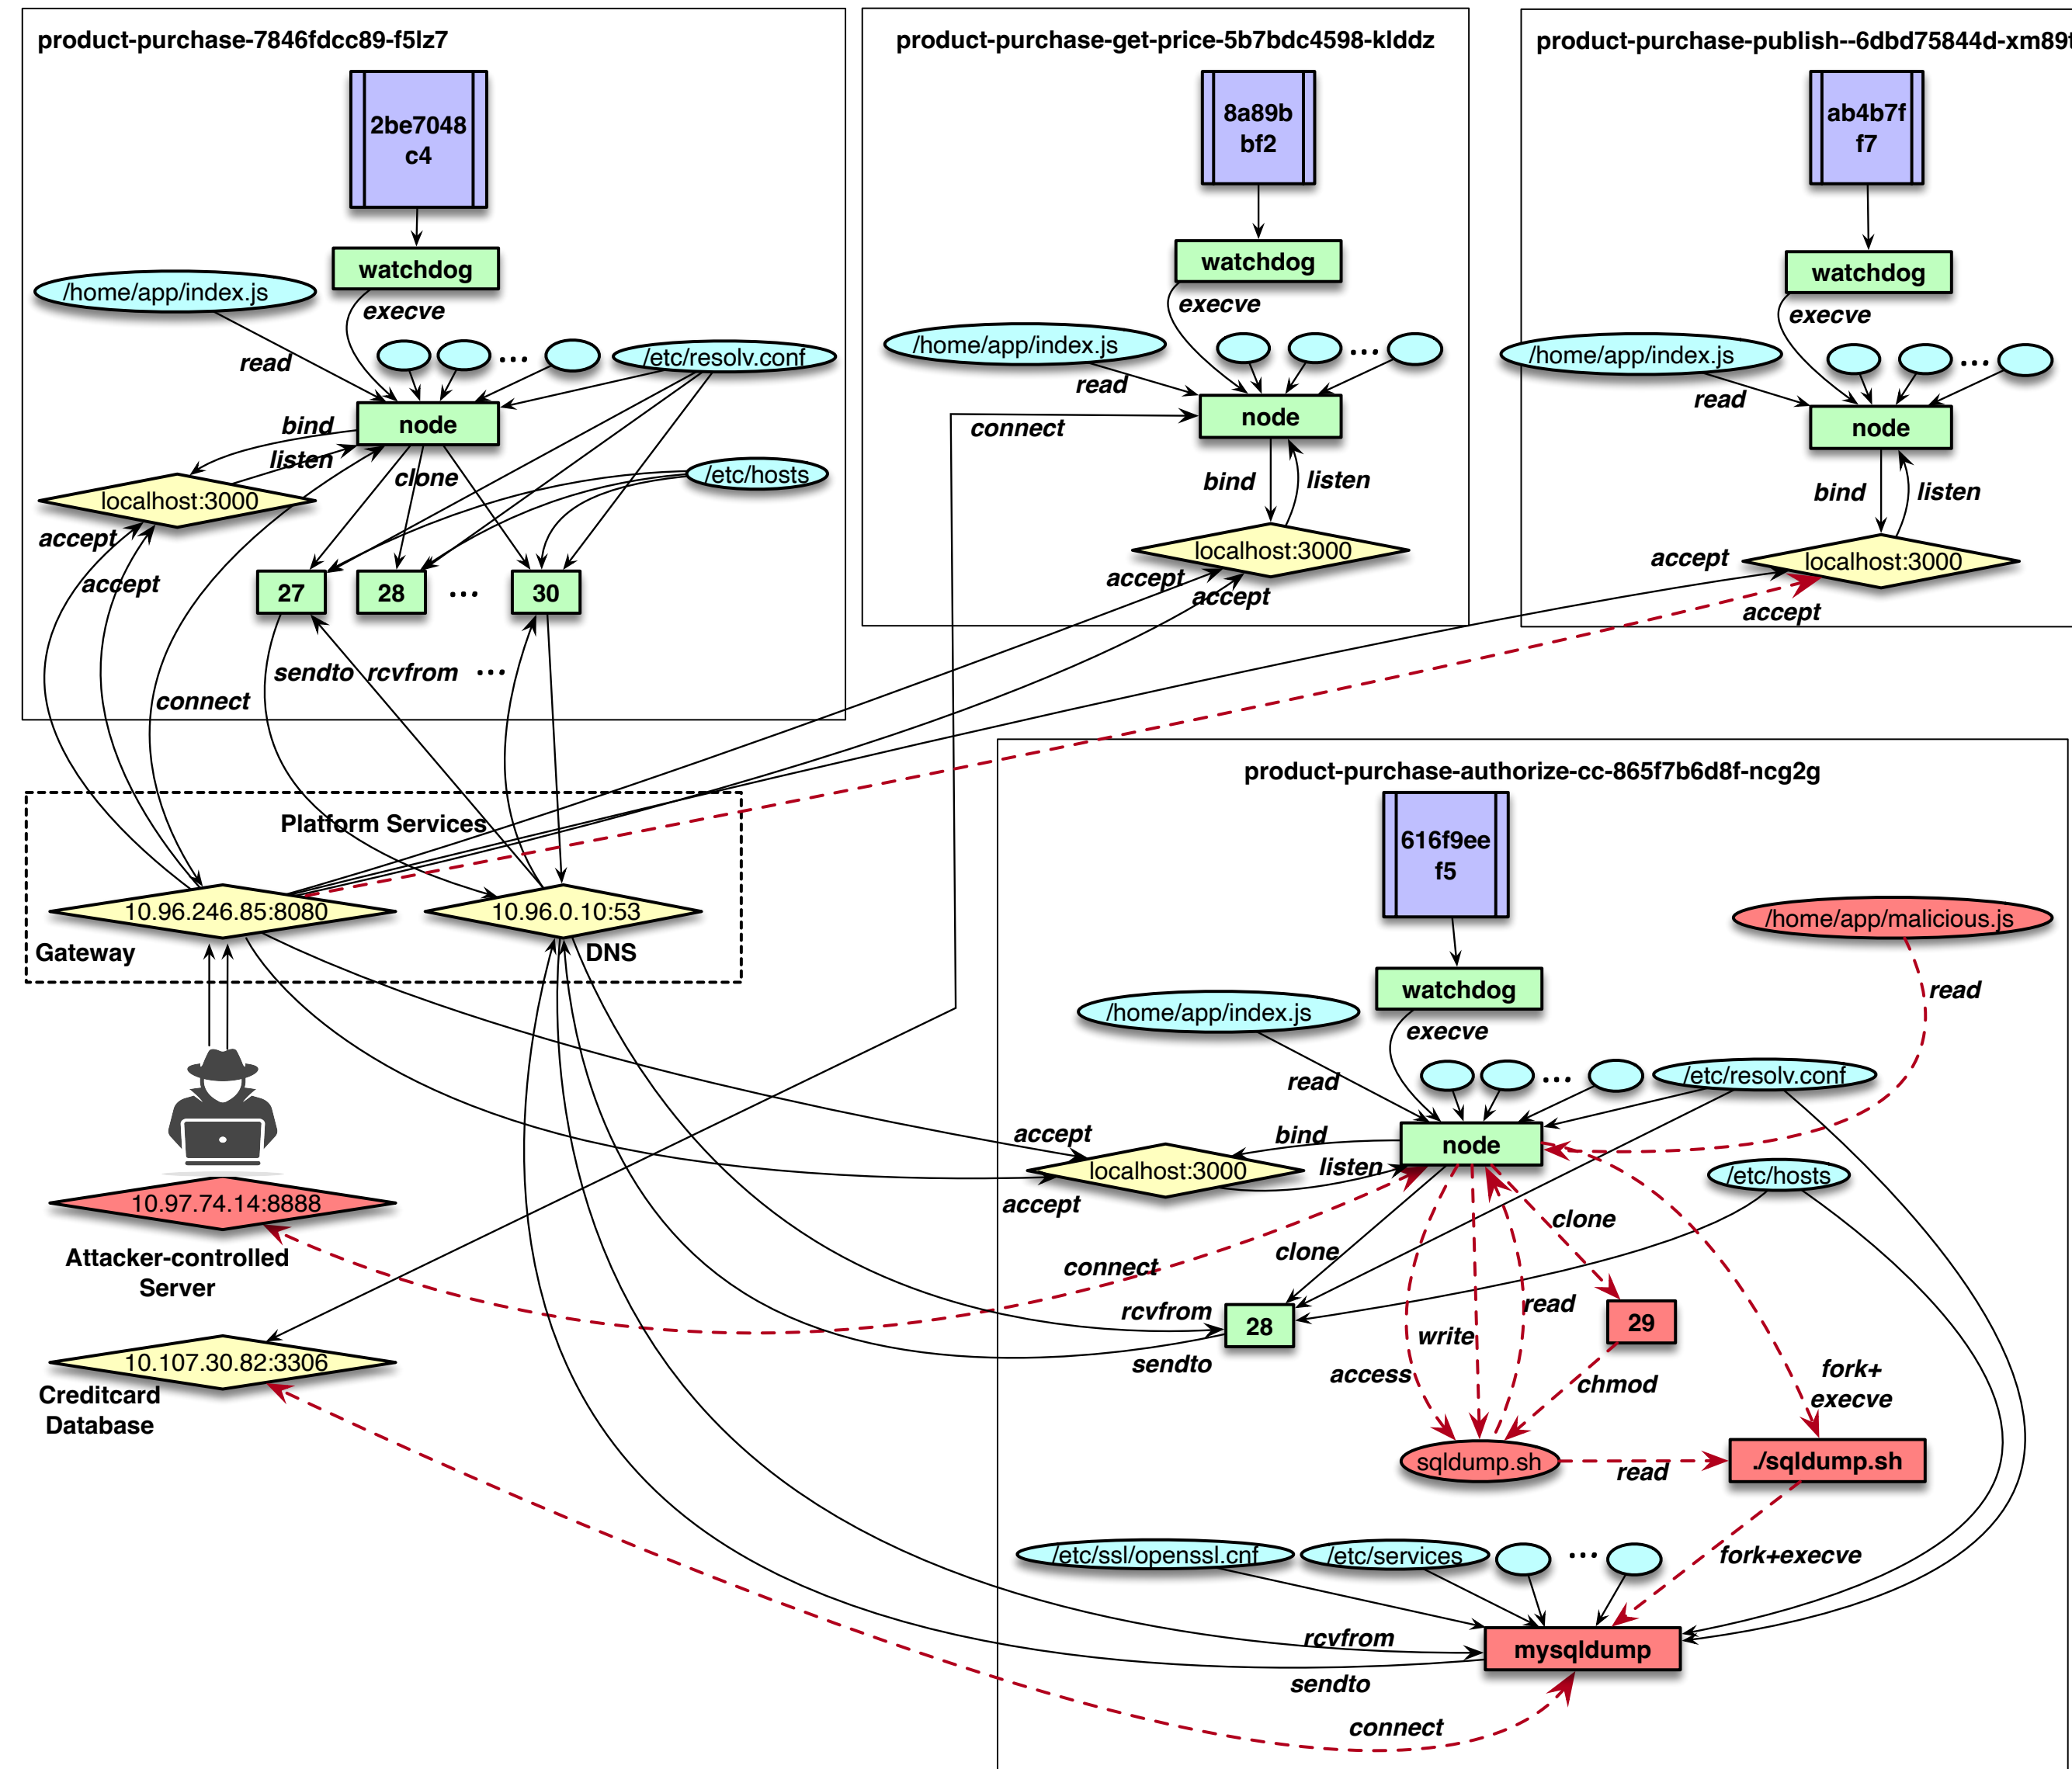 product-purchase-7846fdcc89-f5lz7
2be7048
c4
watchdog
execve
/home/app/index.js
read
...
/etc/resolv.conf
node
bind
listen
clone
/etc/hosts
localhost:3000
accept
accept
27
28
...
30
sendto
rcvfrom
...
connect
product-purchase-get-price-5b7bdc4598-klddz
8a89b
bf2
watchdog
execve
/home/app/index.js
read
...
node
connect
bind
listen
localhost:3000
accept
accept
product-purchase-publish--6dbd75844d-xm89f
ab4b7f
f7
watchdog
execve
/home/app/index.js
read
...
node
bind
listen
localhost:3000
accept
accept
Platform Services
10.96.246.85:8080
10.96.0.10:53
Gateway
DNS
10.97.74.14:8888
Attacker-controlled
Server
10.107.30.82:3306
Creditcard
Database
product-purchase-authorize-cc-865f7b6d8f-ncg2g
616f9ee
f5
/home/app/malicious.js
read
watchdog
/home/app/index.js
execve
read
...
/etc/resolv.conf
node
accept
bind
localhost:3000
listen
accept
/etc/hosts
clone
clone
connect
rcvfrom
28
sendto
read
29
write
access
chmod
fork+
execve
sqldump.sh
read
./sqldump.sh
/etc/ssl/openssl.cnf
/etc/services
...
fork+execve
rcvfrom
mysqldump
sendto
connect